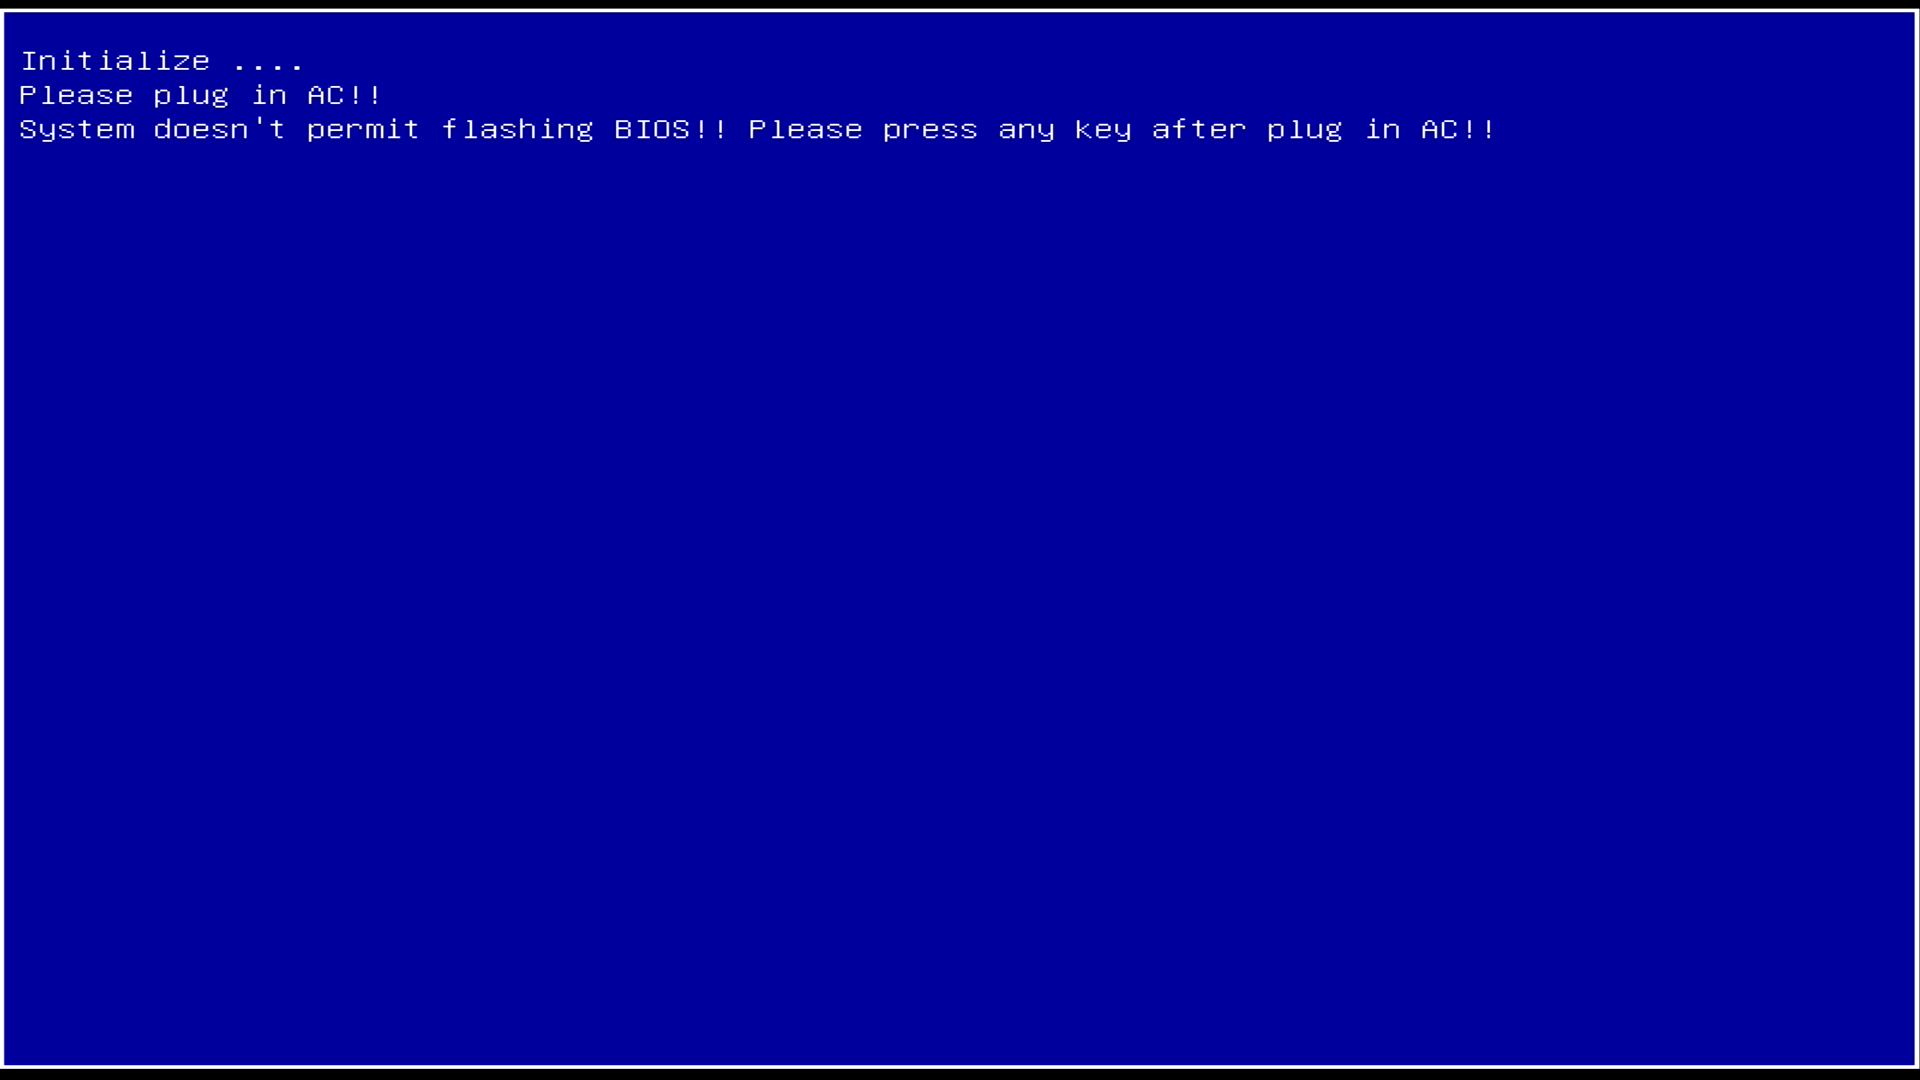 Initialize ....
Please plug in AC!!
System doesn't permit flashing BIOS!! Please press any key after plug in AC!!